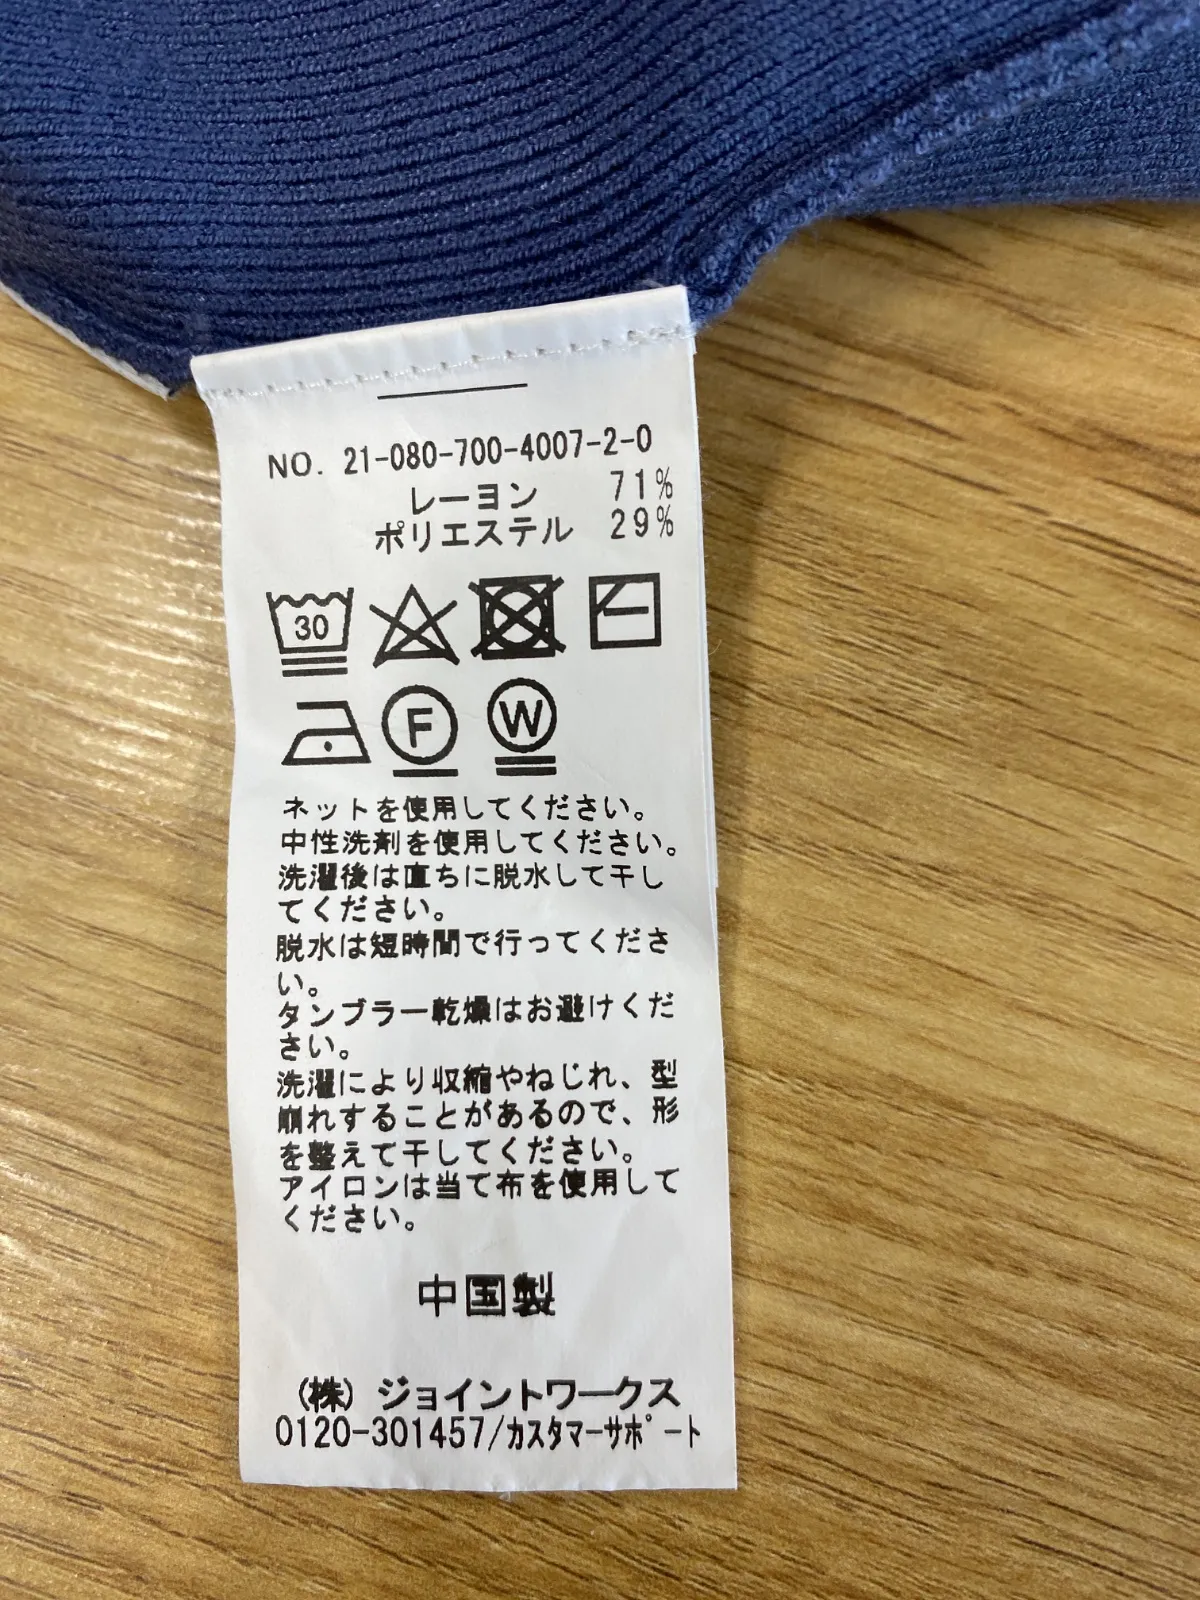 NO. 21-080-700-4007-2-0
レーヨン 71%
ポリエステル 29%
30
F W
ネットを使用してください。
中性洗剤を使用してください。
洗濯後は直ちに脱水して干し
てください。
脱水は短時間で行ってくださ
い。
タンブラー乾燥はお避けくだ
さい。
洗濯により収縮やねじれ、型
崩れすることがあるので、形
を整えて干してください。
アイロンは当て布を使用して
ください。
中国製
(株) ジョイントワークス
0120-301457/カスタマーサポート